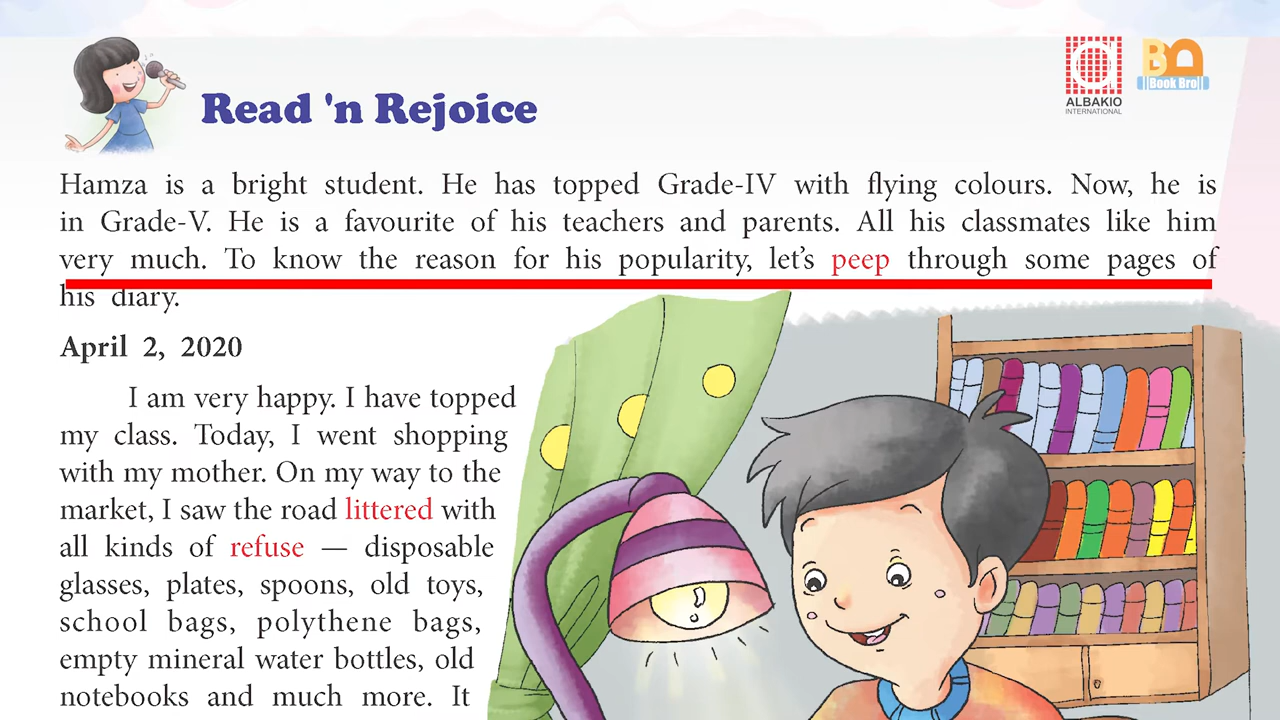 Read 'n Rejoice
ALBAKIO
INTERNATIONAL
Book Bro
Hamza is a bright student. He has topped Grade-IV with flying colours. Now, he is
in Grade-V. He is a favourite of his teachers and parents. All his classmates like him
very much. To know the reason for his popularity, let's peep through some pages of
his diary.
April 2, 2020
I am very happy. I have topped
my class. Today, I went shopping
with my mother. On my way to the
market, I saw the road littered with
all kinds of refuse — disposable
glasses, plates, spoons, old toys,
school bags, polythene bags,
empty mineral water bottles, old
notebooks and much more. It